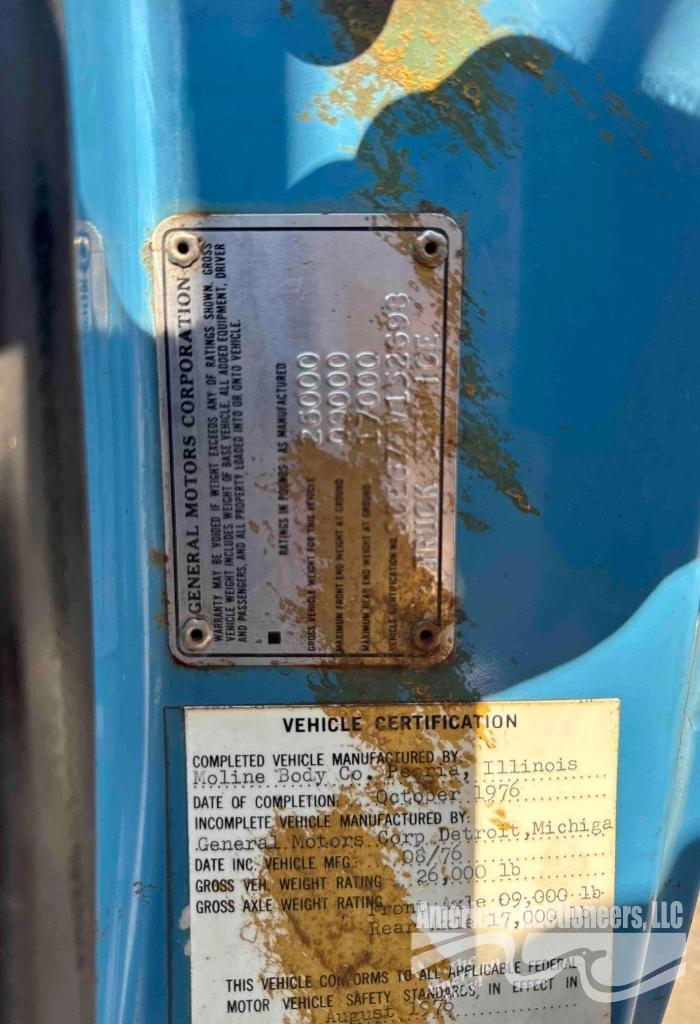 GENERAL MOTORS CORPORATION
WARRANTY MAY BE VOIDED IF WEIGHT EXCEEDS ANY OF RATINGS SHOWN. GROSS
VEHICLE WEIGHT INCLUDES WEIGHT OF BASE VEHICLE, ALL ADDED EQUIPMENT, DRIVER
AND PASSENGERS, AND ALL PROPERTY LOADED INTO OR ONTO VEHICLE.
RATINGS IN POUNDS AS MANUFACTURED
GROSS VEHICLE WEIGHT FOR THIS VEHICLE 26000
MAXIMUM FRONT END WEIGHT AT GROUND 09000
MAXIMUM REAR END WEIGHT AT GROUND 17000
VEHICLE CERTIFICATION NO.
TRUCK
VEHICLE CERTIFICATION
COMPLETED VEHICLE MANUFACTURED BY:
Moline Body Co. Peoria, Illinois
DATE OF COMPLETION: October 1976
INCOMPLETE VEHICLE MANUFACTURED BY:
General Motors Corp Detroit, Michiga
DATE INC. VEHICLE MFG. 08/76
GROSS VEH. WEIGHT RATING 26,000 lb
GROSS AXLE WEIGHT RATING Front Axle 09,000 lb
Rear Axle 17,000 lb
American Auctioneers, LLC
THIS VEHICLE CONFORMS TO ALL APPLICABLE FEDERAL
MOTOR VEHICLE SAFETY STANDARDS, IN EFFECT IN
August 1976